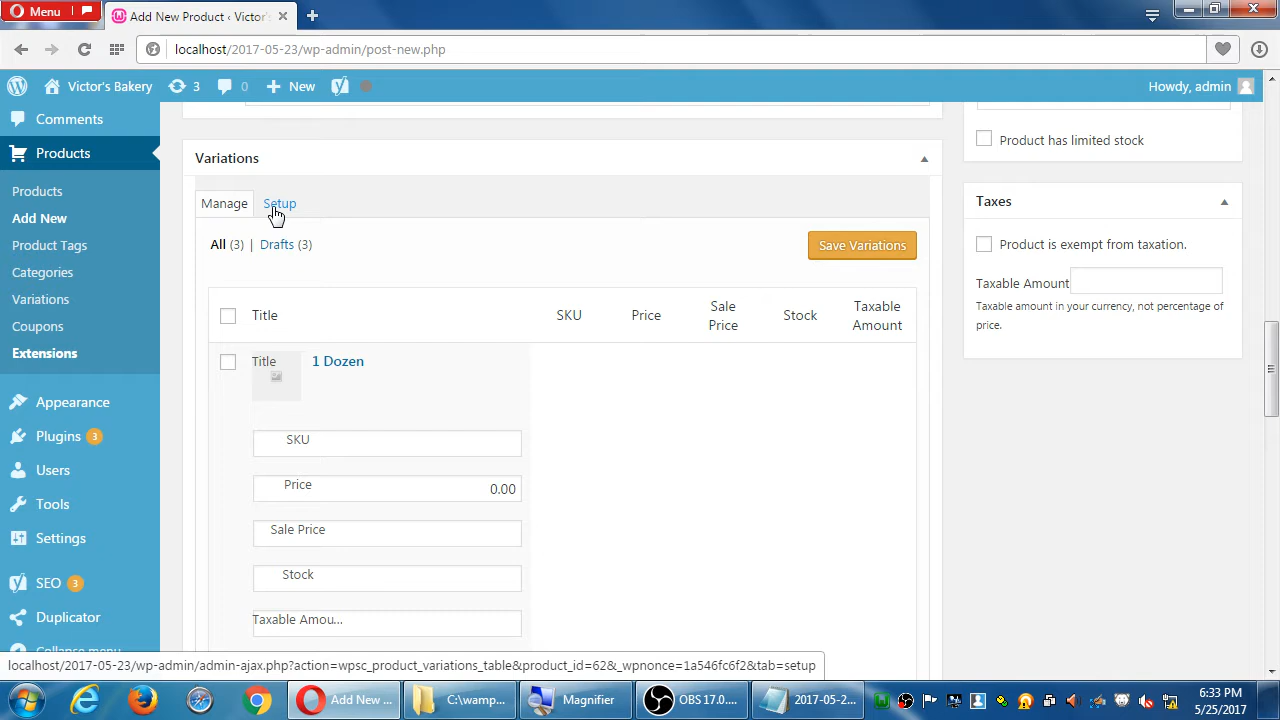 Menu
Add New Product ‹ Victor's
localhost/2017-05-23/wp-admin/post-new.php
Victor's Bakery
3
0
New
Howdy, admin
Comments
Products
Products
Add New
Product Tags
Categories
Variations
Coupons
Extensions
Appearance
Plugins 3
Users
Tools
Settings
SEO 3
Duplicator
Variations
Manage
Setup
All (3) | Drafts (3)
Save Variations
Title
SKU
Price
Sale
Price
Stock
Taxable
Amount
Title
1 Dozen
SKU
Price
0.00
Sale Price
Stock
Taxable Amou...
Product has limited stock
Taxes
Product is exempt from taxation.
Taxable Amount
Taxable amount in your currency, not percentage of
price.
localhost/2017-05-23/wp-admin/admin-ajax.php?action=wpsc_product_variations_table&product_id=62&_wpnonce=1a546fc6f2&tab=setup
Add New ...
C:\wamp...
Magnifier
OBS 17.0....
2017-05-2...
6:33 PM
5/25/2017